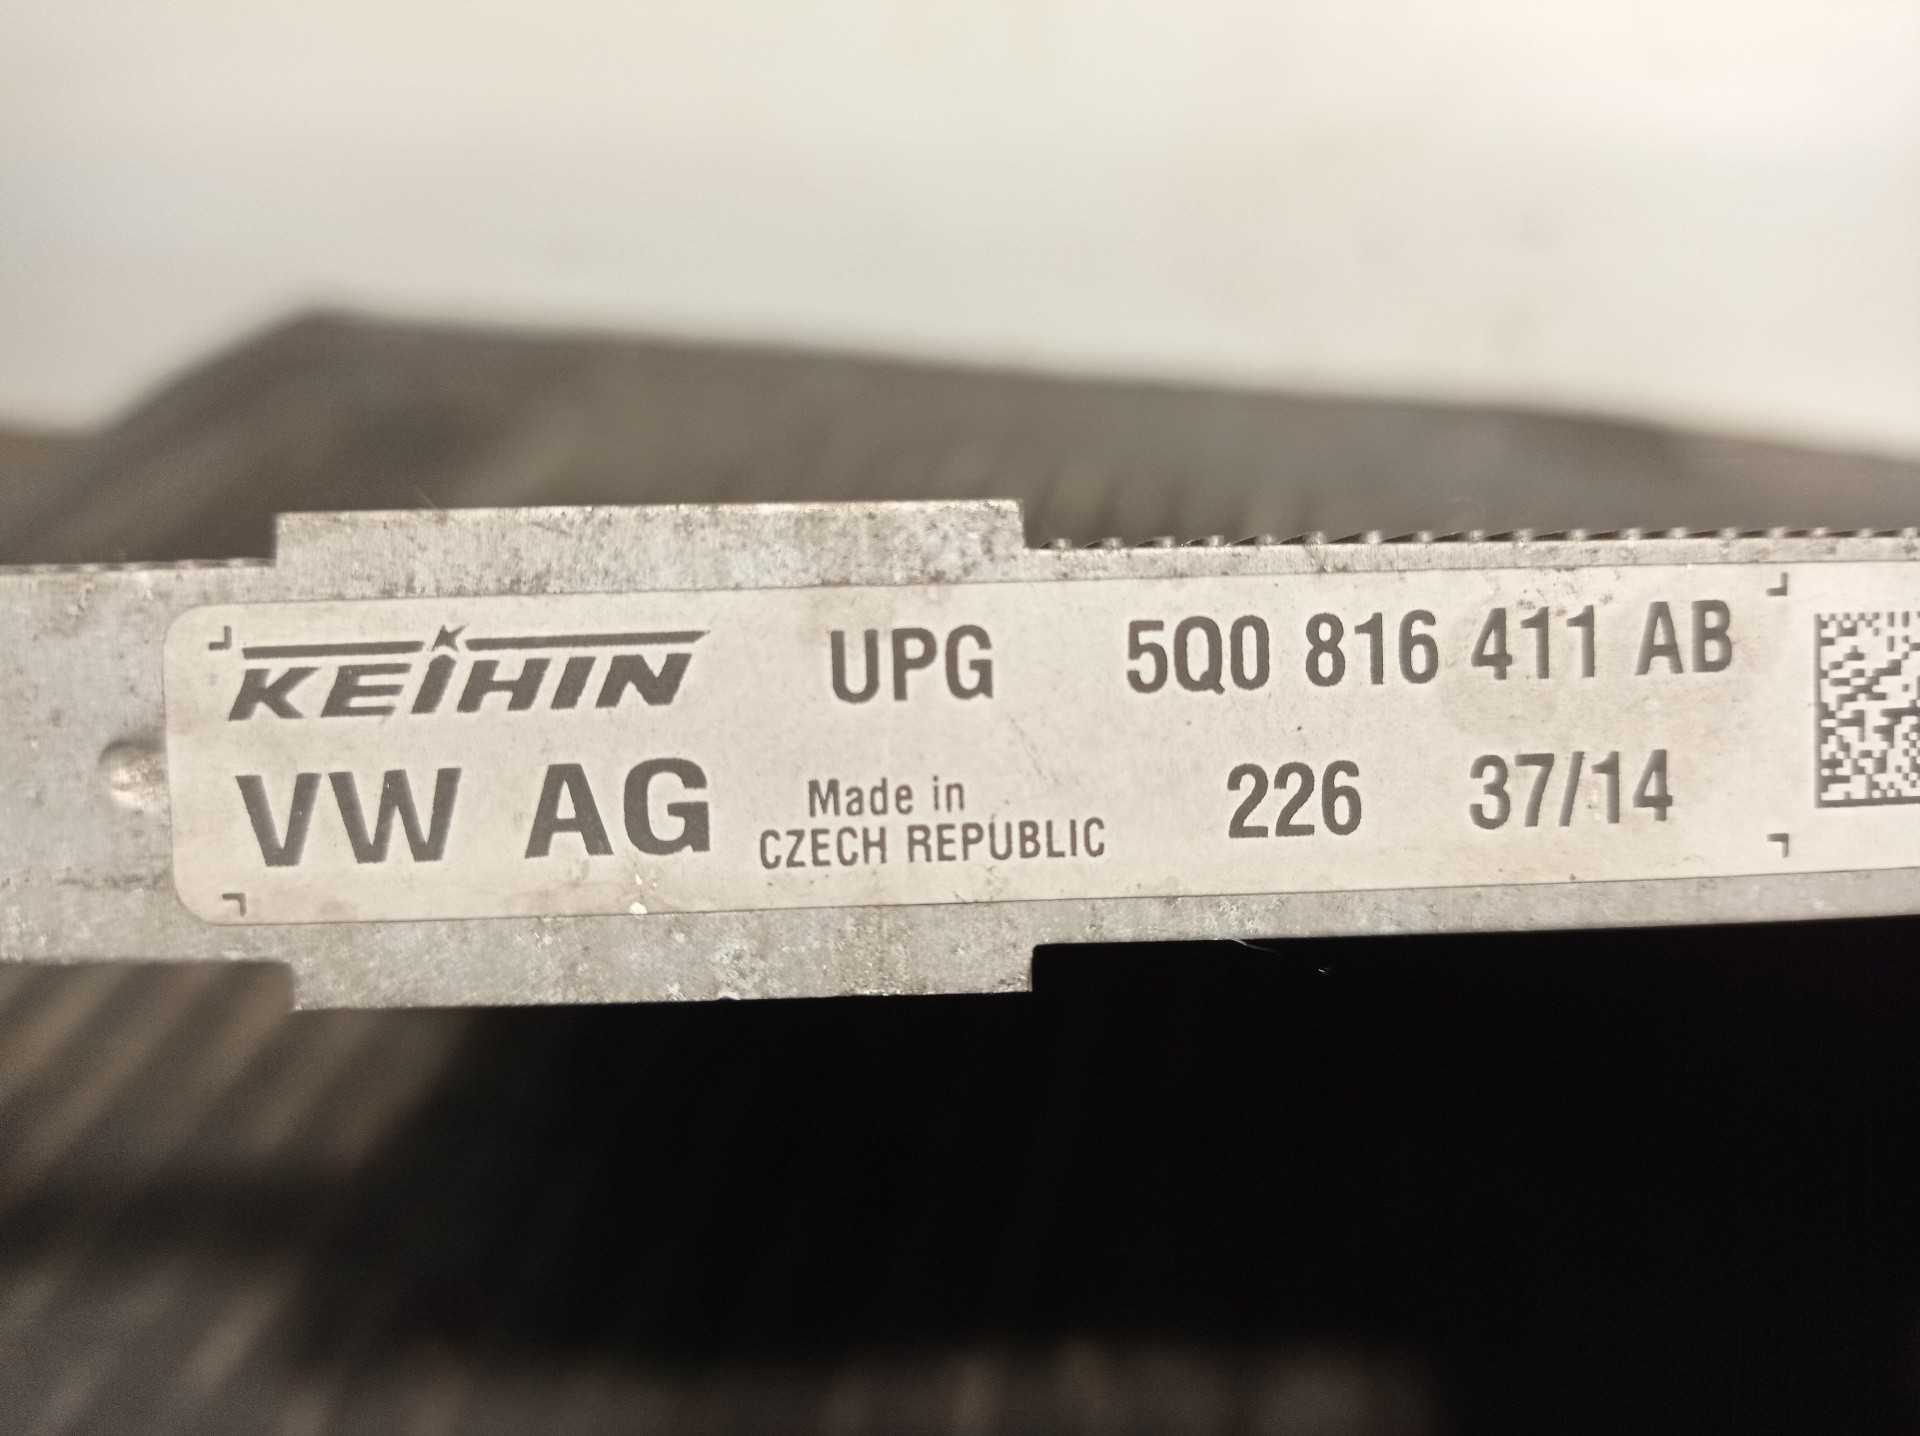 KEIHIN UPG 5Q0 816 411 AB
VW AG Made in 226 37/14
CZECH REPUBLIC